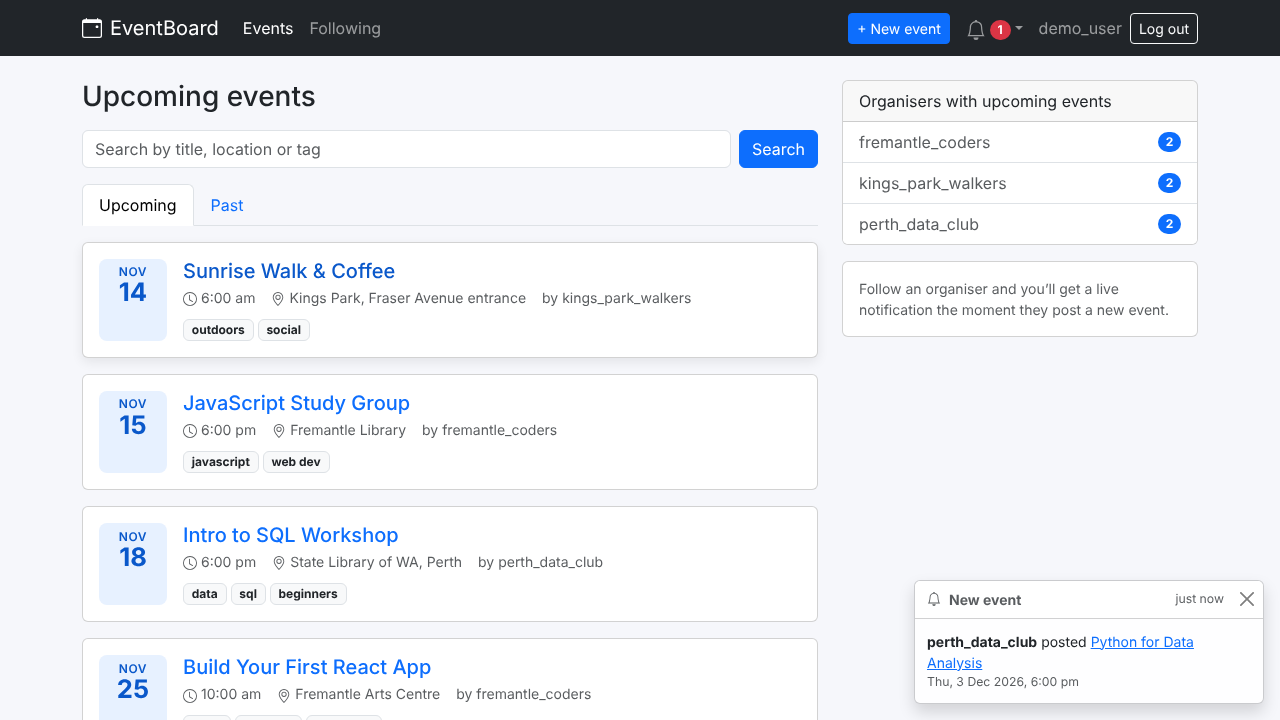 EventBoard Events Following + New event 1 demo_user Log out
Upcoming events
Search by title, location or tag Search
Upcoming Past
NOV
14
Sunrise Walk & Coffee
6:00 am Kings Park, Fraser Avenue entrance by kings_park_walkers
outdoors social
NOV
15
JavaScript Study Group
6:00 pm Fremantle Library by fremantle_coders
javascript web dev
NOV
18
Intro to SQL Workshop
6:00 pm State Library of WA, Perth by perth_data_club
data sql beginners
NOV
25
Build Your First React App
10:00 am Fremantle Arts Centre by fremantle_coders
Organisers with upcoming events
fremantle_coders 2
kings_park_walkers 2
perth_data_club 2
Follow an organiser and you’ll get a live
notification the moment they post a new event.
New event just now
perth_data_club posted Python for Data
Analysis
Thu, 3 Dec 2026, 6:00 pm